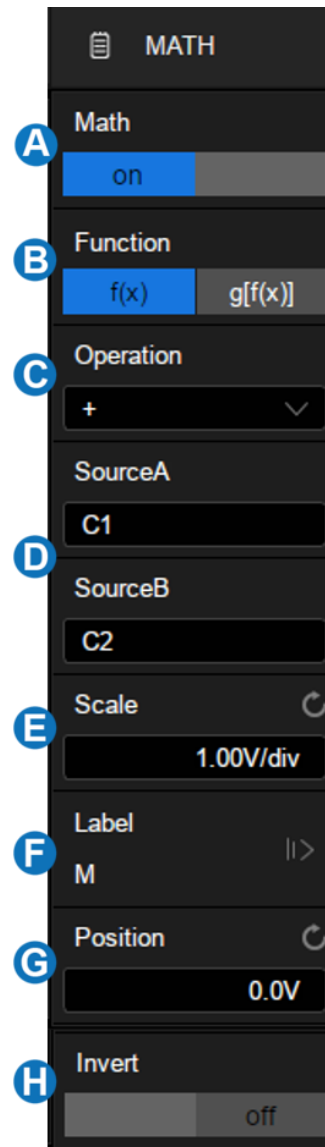 MATH
A
Math
on
B
Function
f(x) g[f(x)]
C
Operation
+
D
SourceA
C1
SourceB
C2
E
Scale
1.00V/div
F
Label
M
G
Position
0.0V
H
Invert
off